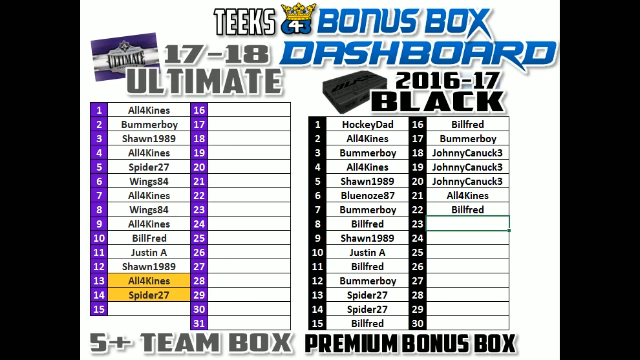 TEEKS 43 BONUS BOX
DASHBOARD
ULTIMATE
17-18
ULTIMATE
2016-17
BLACK
1 All4Kines 16
2 Bummerboy 17
3 Shawn1989 18
4 All4Kines 19
5 Spider27 20
6 Wings84 21
7 All4Kines 22
8 Wings84 23
9 All4Kines 24
10 BillFred 25
11 Justin A 26
12 Shawn1989 27
13 All4Kines 28
14 Spider27 29
15 30
31
1 HockeyDad 16 Billfred
2 All4Kines 17 Bummerboy
3 Bummerboy 18 JohnnyCanuck3
4 All4Kines 19 JohnnyCanuck3
5 Shawn1989 20 JohnnyCanuck3
6 Bluenoze87 21 All4Kines
7 Bummerboy 22 Billfred
8 Billfred 23
9 Shawn1989 24
10 Justin A 25
11 Billfred 26
12 Bummerboy 27
13 Spider27 28
14 Spider27 29
15 Billfred 30
5+ TEAM BOX
PREMIUM BONUS BOX